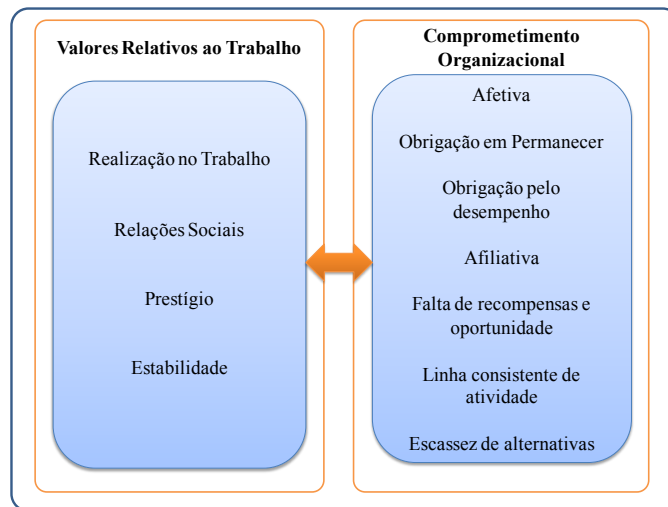 Valores Relativos ao Trabalho
Realização no Trabalho
Relações Sociais
Prestígio
Estabilidade
Comprometimento
Organizacional
Afetiva
Obrigação em Permanecer
Obrigação pelo
desempenho
Afiliativa
Falta de recompensas e
oportunidade
Linha consistente de
atividade
Escassez de alternativas